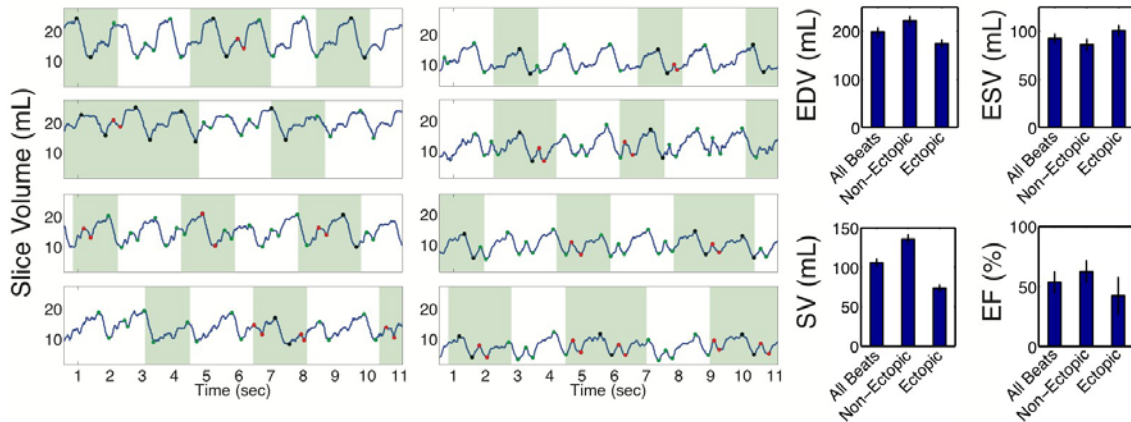 Slice Volume (mL)
20
10
20
10
20
10
20
10
1 2 3 4 5 6 7 8 9 10 11
Time (sec)
20
10
20
10
20
10
20
10
1 2 3 4 5 6 7 8 9 10 11
Time (sec)
EDV (mL)
200
100
0
All Beats
Non-Ectopic
Ectopic
ESV (mL)
100
50
0
All Beats
Non-Ectopic
Ectopic
SV (mL)
150
100
50
0
All Beats
Non-Ectopic
Ectopic
EF (%)
100
50
0
All Beats
Non-Ectopic
Ectopic